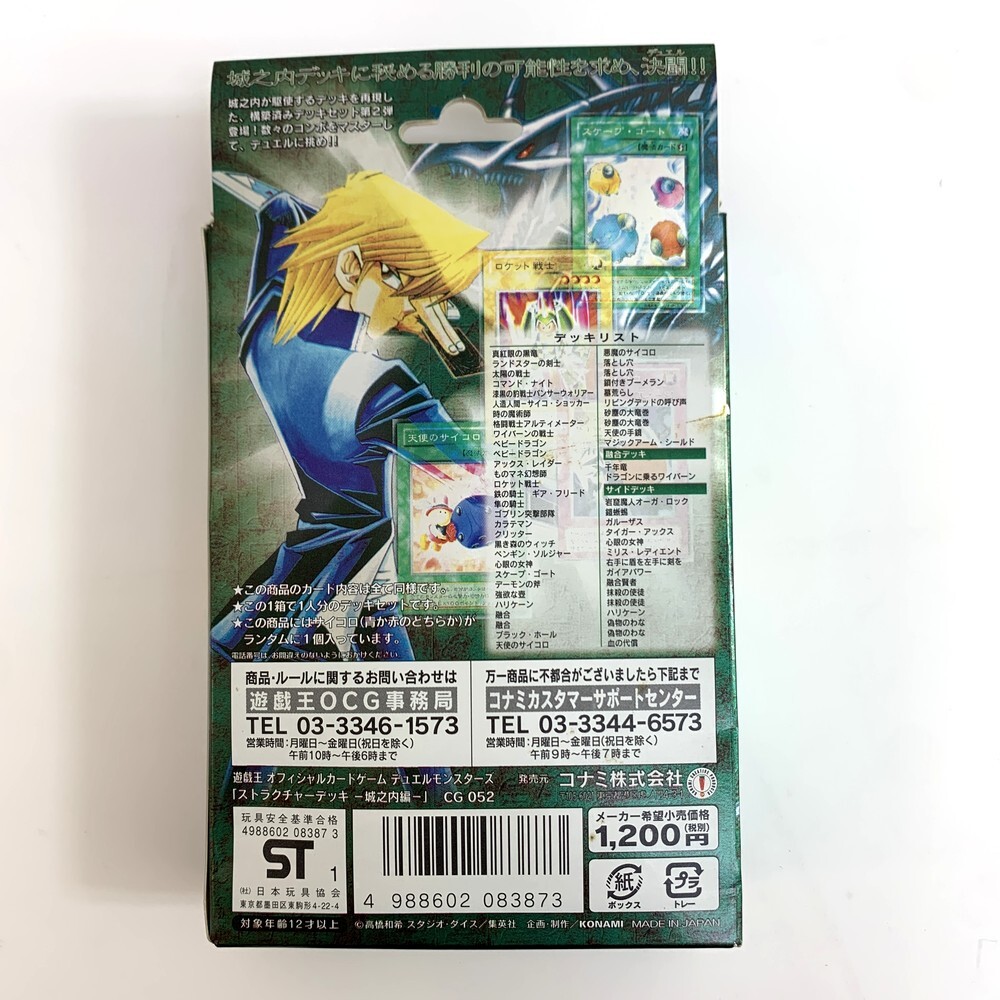 城之内デッキに秘める勝利の可能性を求め、決闘!!
デュエル
城之内が駆使するデッキを再現し
た、構築済みデッキセット第2弾
登場!数々のコンボをマスターし
て、デュエルに挑め!!
スケープ・ゴート 魔
【魔法カード】
ロケット戦士
天使のサイコロ
デッキリスト
真紅眼の黒竜
ランドスターの剣士
太陽の戦士
コマンド・ナイト
漆黒の豹戦士パンサーウォリアー
人造人間-サイコ・ショッカー
時の魔術師
格闘戦士アルティメーター
ワイバーンの戦士
ベビードラゴン
ベビードラゴン
アックス・レイダー
ものマネ幻想師
ロケット戦士
鉄の騎士 ギア・フリード
隼の騎士
ゴブリン突撃部隊
カラテマン
クリッター
黒き森のウィッチ
ペンギン・ソルジャー
心眼の女神
スケープ・ゴート
デーモンの斧
強欲な壺
ハリケーン
融合
融合
ブラック・ホール
天使のサイコロ
悪魔のサイコロ
落とし穴
落とし穴
鎖付きブーメラン
墓荒らし
リビングデッドの呼び声
砂塵の大竜巻
砂塵の大竜巻
天使の手鏡
マジックアーム・シールド
融合デッキ
千年竜
ドラゴンに乗るワイバーン
サイドデッキ
岩窟魔人オーガ・ロック
鎧蜥蜴
ガルーザス
タイガー・アックス
心眼の女神
ミリス・レディエント
右手に盾を左手に剣を
ガイアパワー
融合賢者
抹殺の使徒
抹殺の使徒
ハリケーン
偽物のわな
偽物のわな
血の代償
★この商品のカード内容は全て同様です。
★この1箱で1人分のデッキセットです。
★この商品にはサイコロ(青か赤のどちらか)が
ランダムに1個入っています。
電話番号は、お間違えのないようにおかけください。
商品・ルールに関するお問い合わせは
遊戯王OCG事務局
TEL 03-3346-1573
営業時間:月曜日～金曜日(祝日を除く)
午前10時～午後6時まで
万一商品に不都合がございましたら下記まで
コナミカスタマーサポートセンター
TEL 03-3344-6573
営業時間:月曜日～金曜日(祝日を除く)
午前9時～午後7時まで
遊戯王 オフィシャルカードゲーム デュエルモンスターズ
「ストラクチャーデッキ -城之内編-」 CG 052
発売元 コナミ株式会社
玩具安全基準合格
4988602 08387 3
ST 1
(社)日本玩具協会
東京都墨田区東駒形4-22-4
対象年齢12才以上
4 988602 083873
メーカー希望小売価格
1,200円(税別)
紙
ボックス
プラ
トレー
©高橋和希 スタジオ・ダイス/集英社 企画・制作/KONAMI MADE IN JAPAN